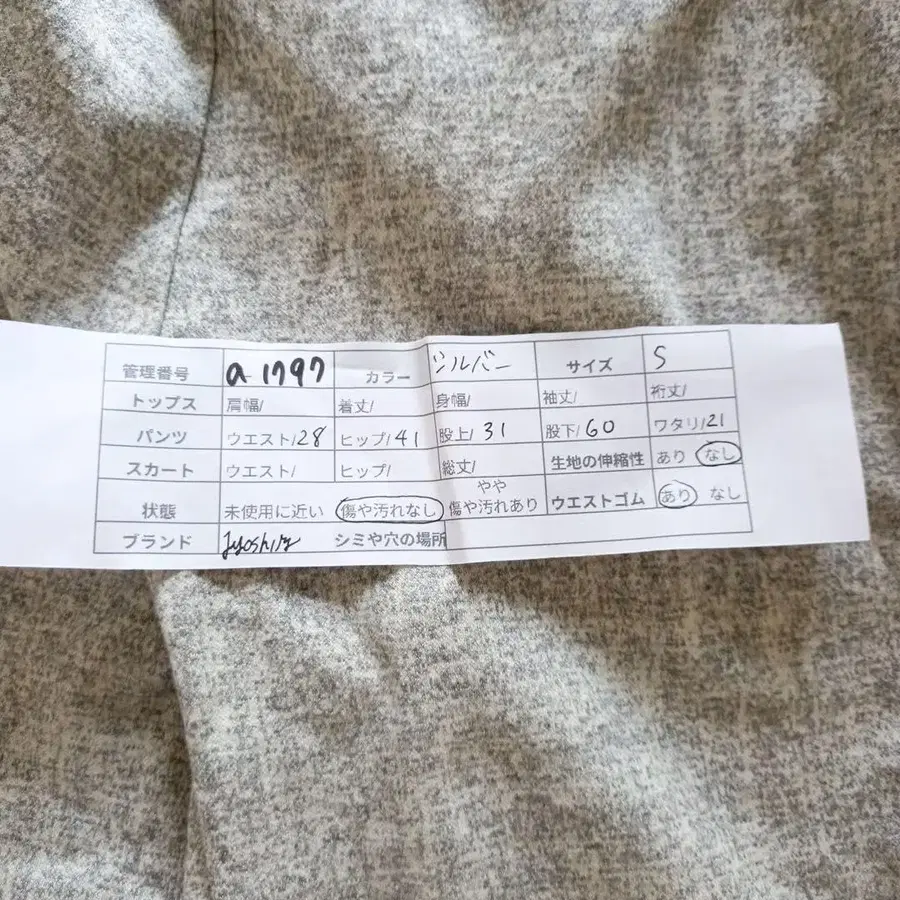 管理番号 a 1797 カラー シルバー サイズ S
トップス 肩幅/ 着丈/ 身幅/ 袖丈/ 裄丈/
パンツ ウエスト/28 ヒップ/41 股上/31 股下/60 ワタリ/21
スカート ウエスト/ ヒップ/ 総丈/ 生地の伸縮性 あり なし
状態 未使用に近い 傷や汚れなし やや傷や汚れあり ウエストゴム あり なし
ブランド シミや穴の場所